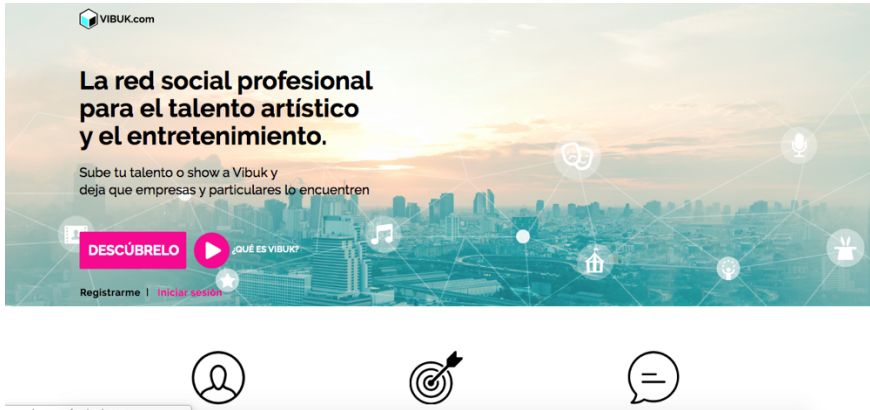 VIBUK.com
La red social profesional
para el talento artístico
y el entretenimiento.
Sube tu talento o show a Vibuk y
deja que empresas y particulares lo encuentren
DESCÚBRELO
¿QUÉ ES VIBUK?
Registrarme | Iniciar sesión